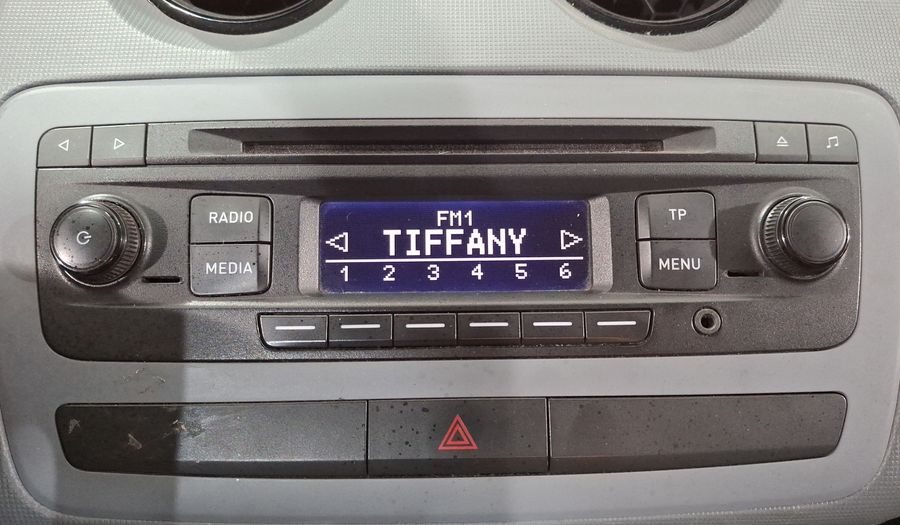 RADIO
MEDIA
FM1
TIFFANY
1 2 3 4 5 6
TP
MENU